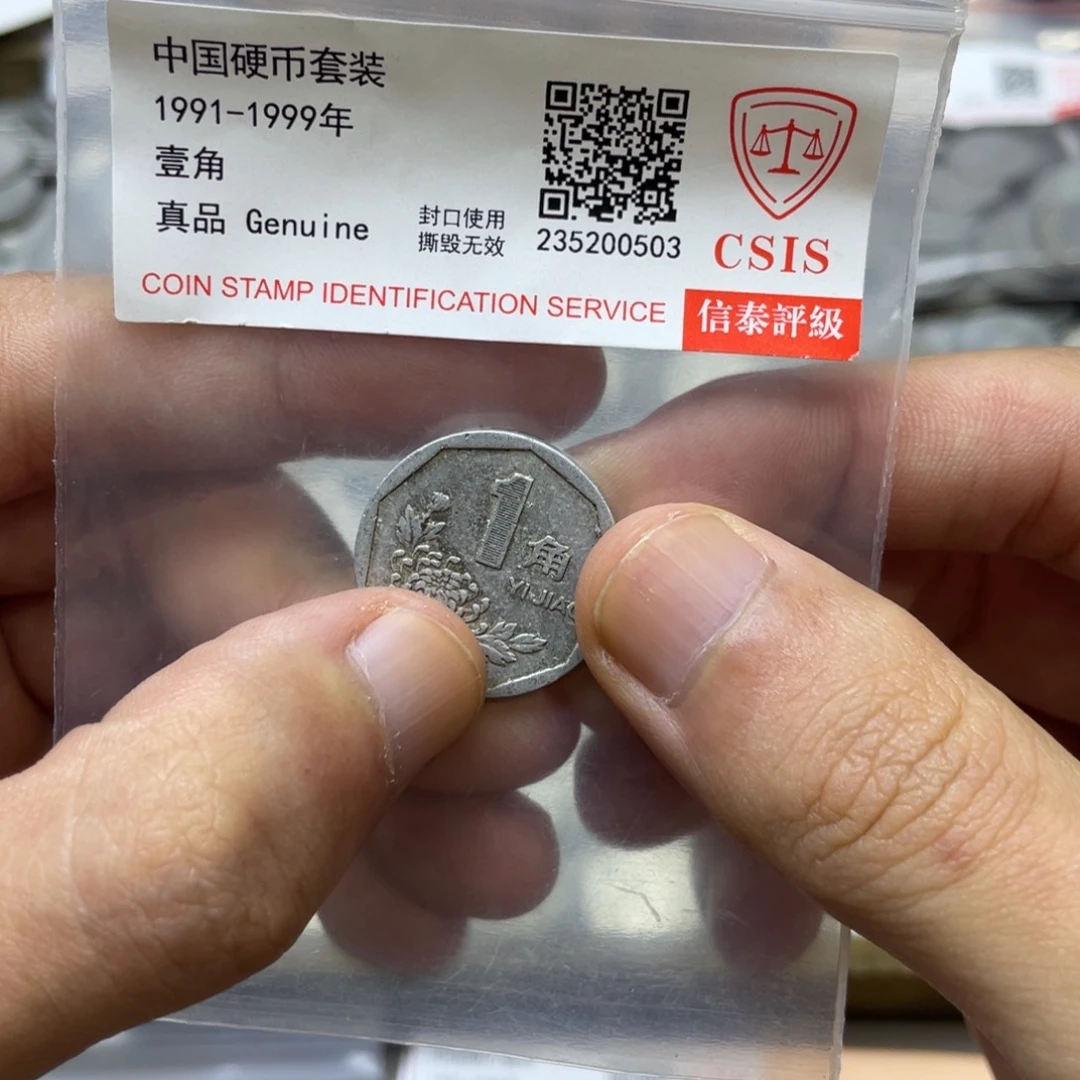 中国硬币套装
1991-1999年
壹角
真品 Genuine
封口使用
撕毁无效
235200503
CSIS
COIN STAMP IDENTIFICATION SERVICE
信泰評級
1
角
YIJIAO